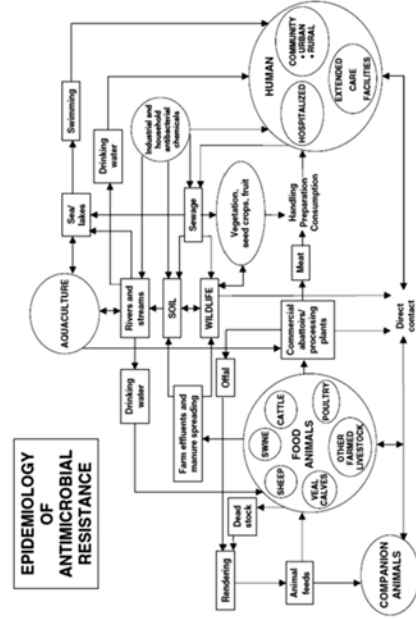 EPIDEMIOLOGY
OF
ANTIMICROBIAL
RESISTANCE
AQUACULTURE
Sea/
lakes
Swimming
Rivers and
streams
Drinking
water
Drinking
water
Industrial and
household
antibacterial
chemicals
SOIL
Sewage
Farm effluents and
manure spreading
WILDLIFE
Vegetation,
seed crops, fruit
HUMAN
COMMUNITY
• URBAN
• RURAL
HOSPITALIZED
EXTENDED
CARE
FACILITIES
Rendering
Dead
stock
Offal
SHEEP
SWINE
CATTLE
FOOD
ANIMALS
VEAL
CALVES
POULTRY
OTHER
FARMED
LIVESTOCK
Commercial
abattoirs/
processing
plants
Meat
Handling
Preparation
Consumption
Animal
feeds
COMPANION
ANIMALS
Direct
contact